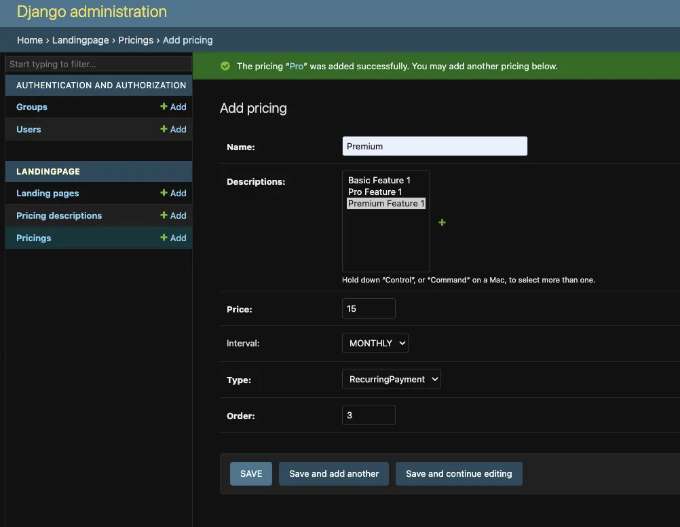 Django administration
Home › Landingpage › Pricings › Add pricing
Start typing to filter...
AUTHENTICATION AND AUTHORIZATION
Groups + Add
Users + Add
LANDINGPAGE
Landing pages + Add
Pricing descriptions + Add
Pricings + Add
The pricing “Pro” was added successfully. You may add another pricing below.
Add pricing
Name: Premium
Descriptions:
Basic Feature 1
Pro Feature 1
Premium Feature 1
Hold down “Control”, or “Command” on a Mac, to select more than one.
Price: 15
Interval: MONTHLY
Type: RecurringPayment
Order: 3
SAVE Save and add another Save and continue editing